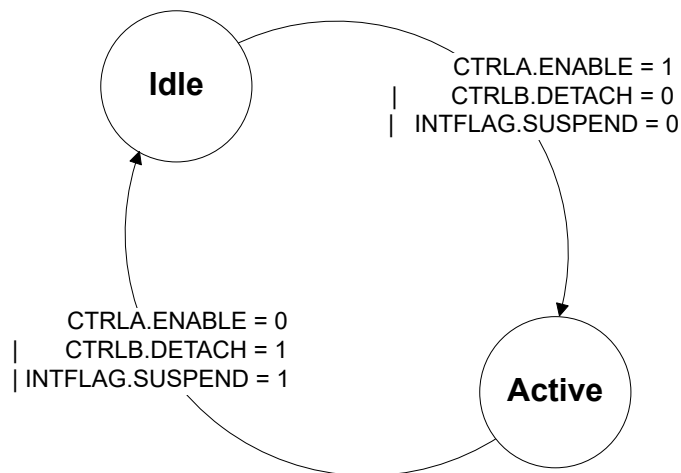 Idle
CTRLA.ENABLE = 1
| CTRLB.DETACH = 0
| INTFLAG.SUSPEND = 0
CTRLA.ENABLE = 0
| CTRLB.DETACH = 1
| INTFLAG.SUSPEND = 1
Active